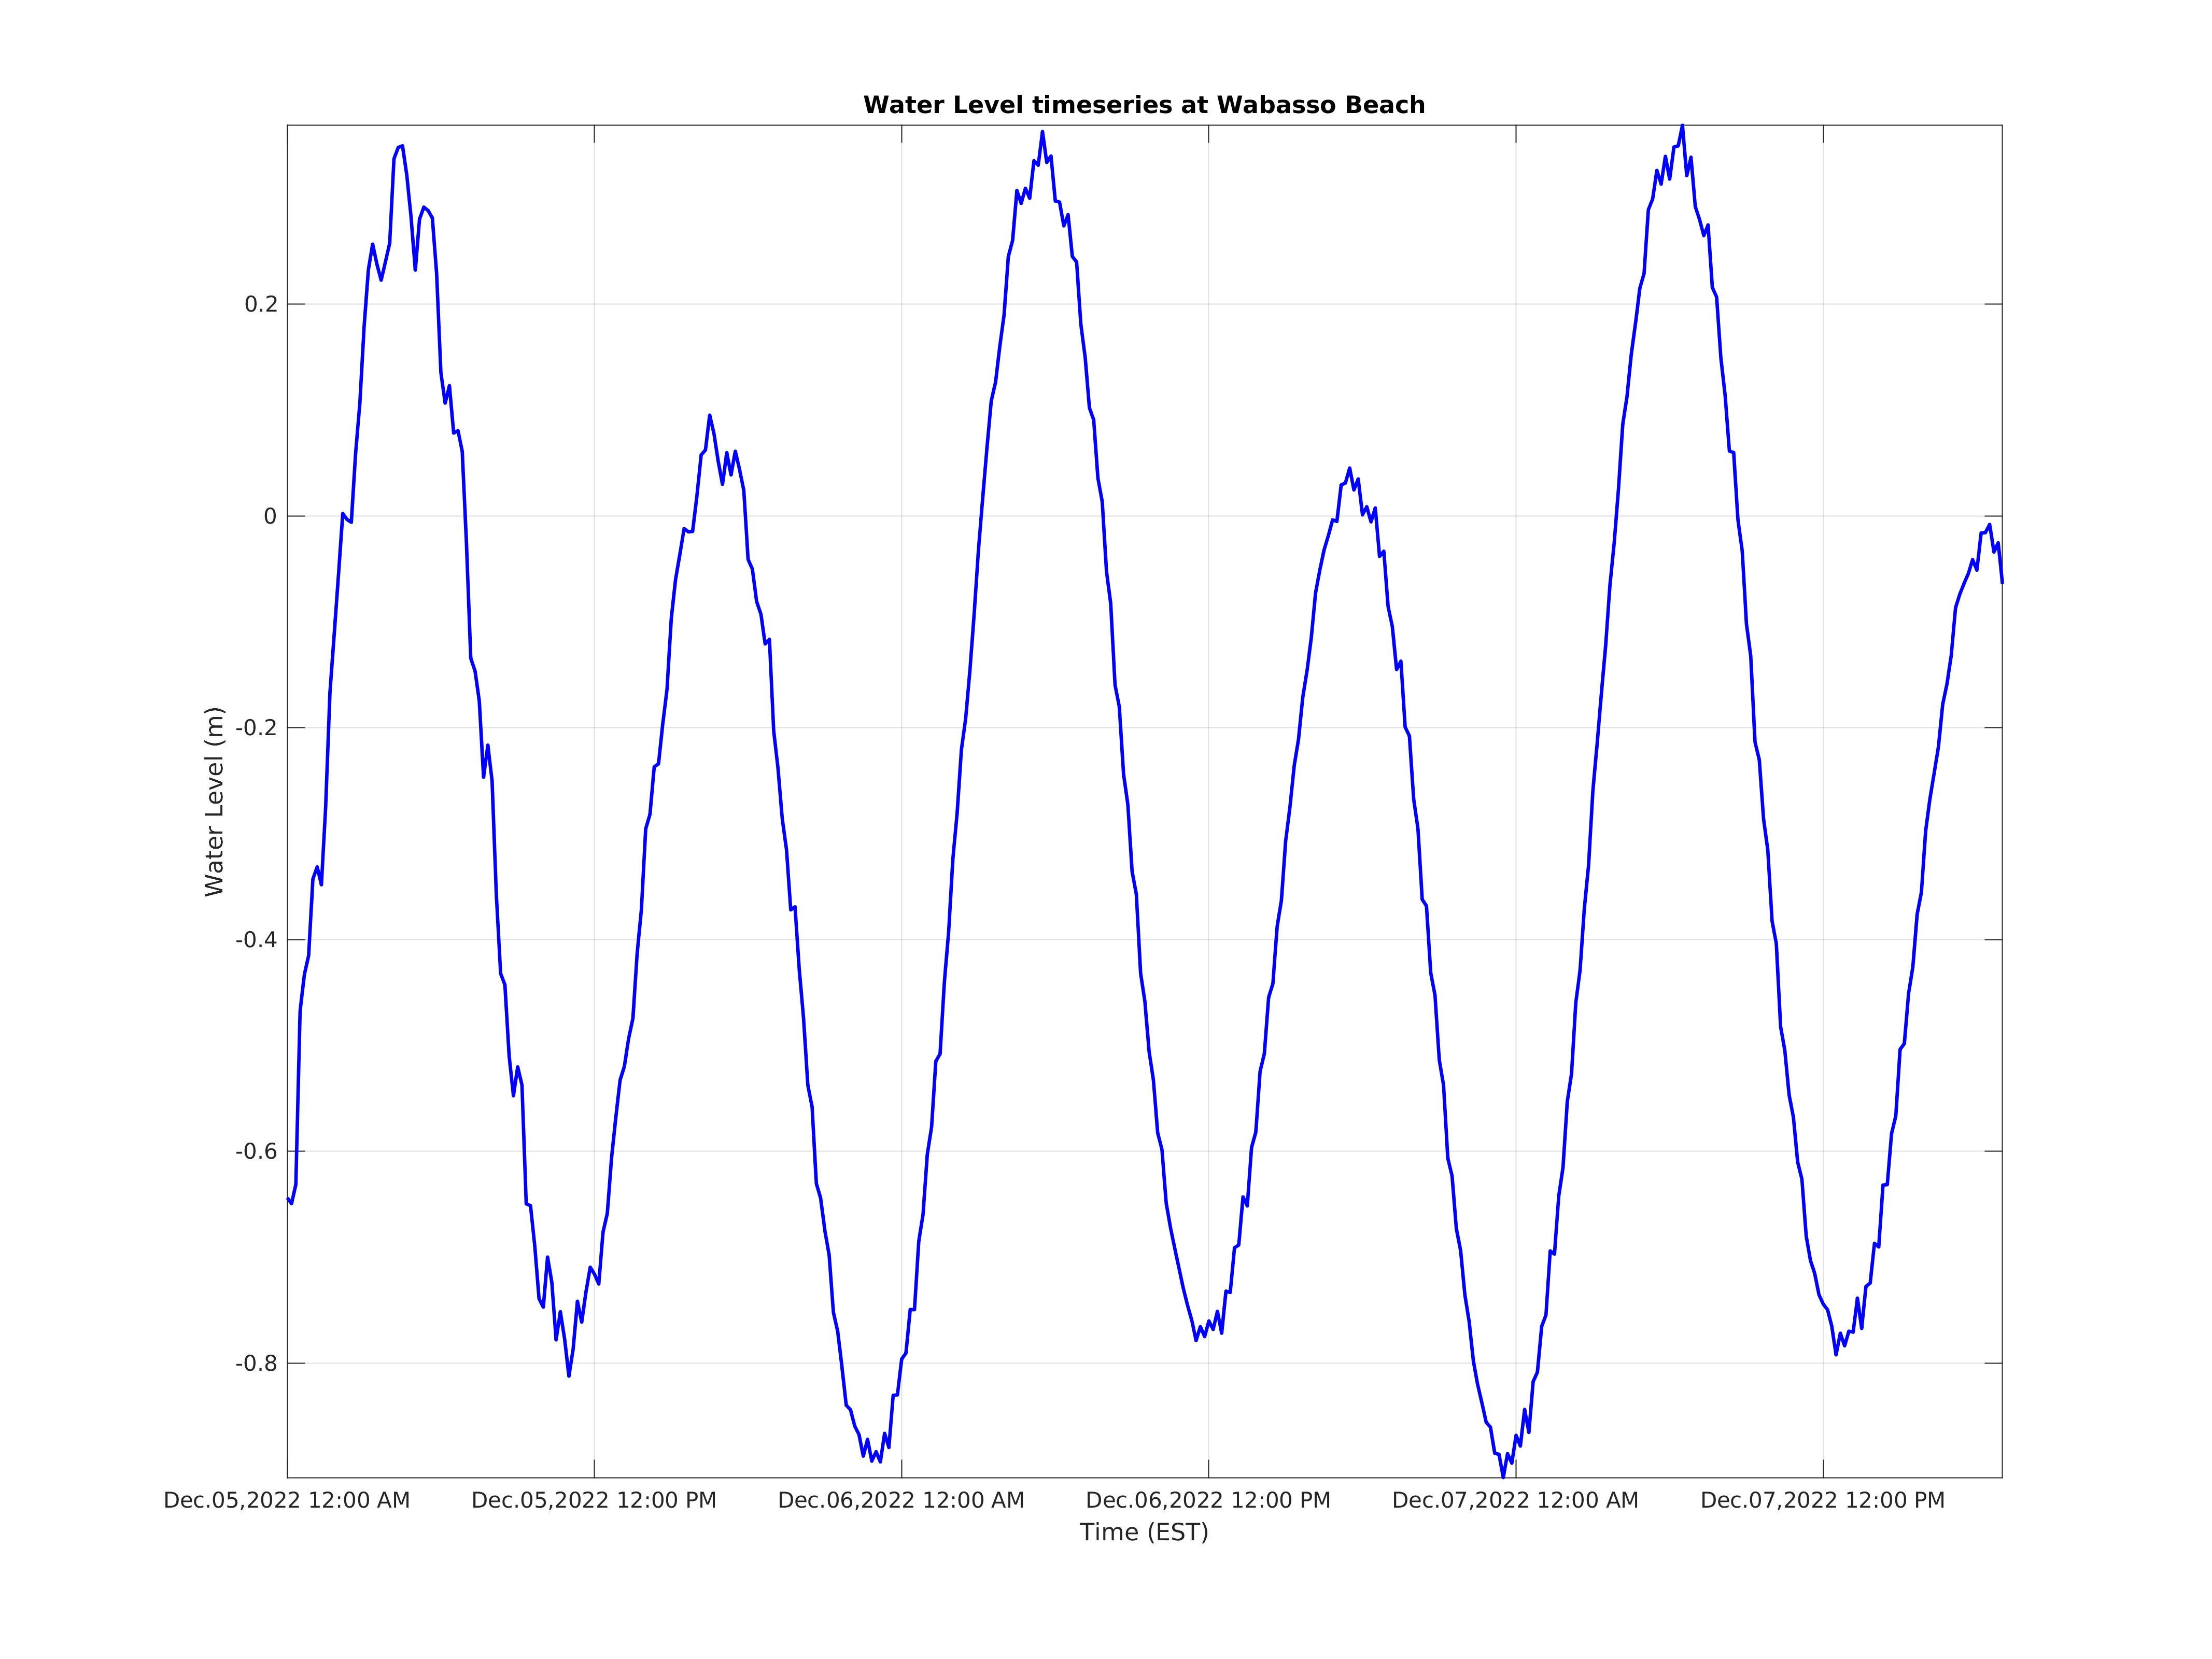 Water Level timeseries at Wabasso Beach
Water Level (m)
0.2
0
-0.2
-0.4
-0.6
-0.8
Dec.05,2022 12:00 AM
Dec.05,2022 12:00 PM
Dec.06,2022 12:00 AM
Dec.06,2022 12:00 PM
Dec.07,2022 12:00 AM
Dec.07,2022 12:00 PM
Time (EST)